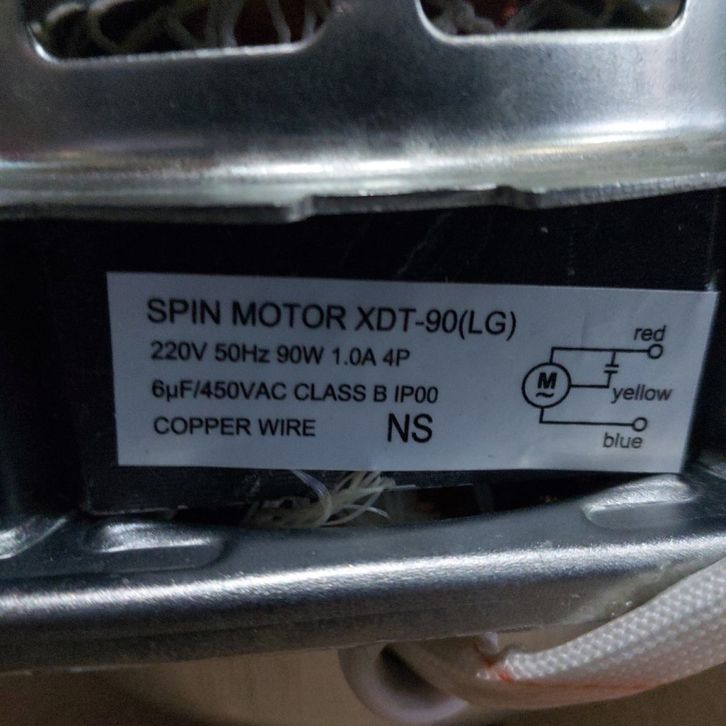 SPIN MOTOR XDT-90(LG)
220V 50Hz 90W 1.0A 4P
6µF/450VAC CLASS B IP00
COPPER WIRE NS
red
M
yellow
blue